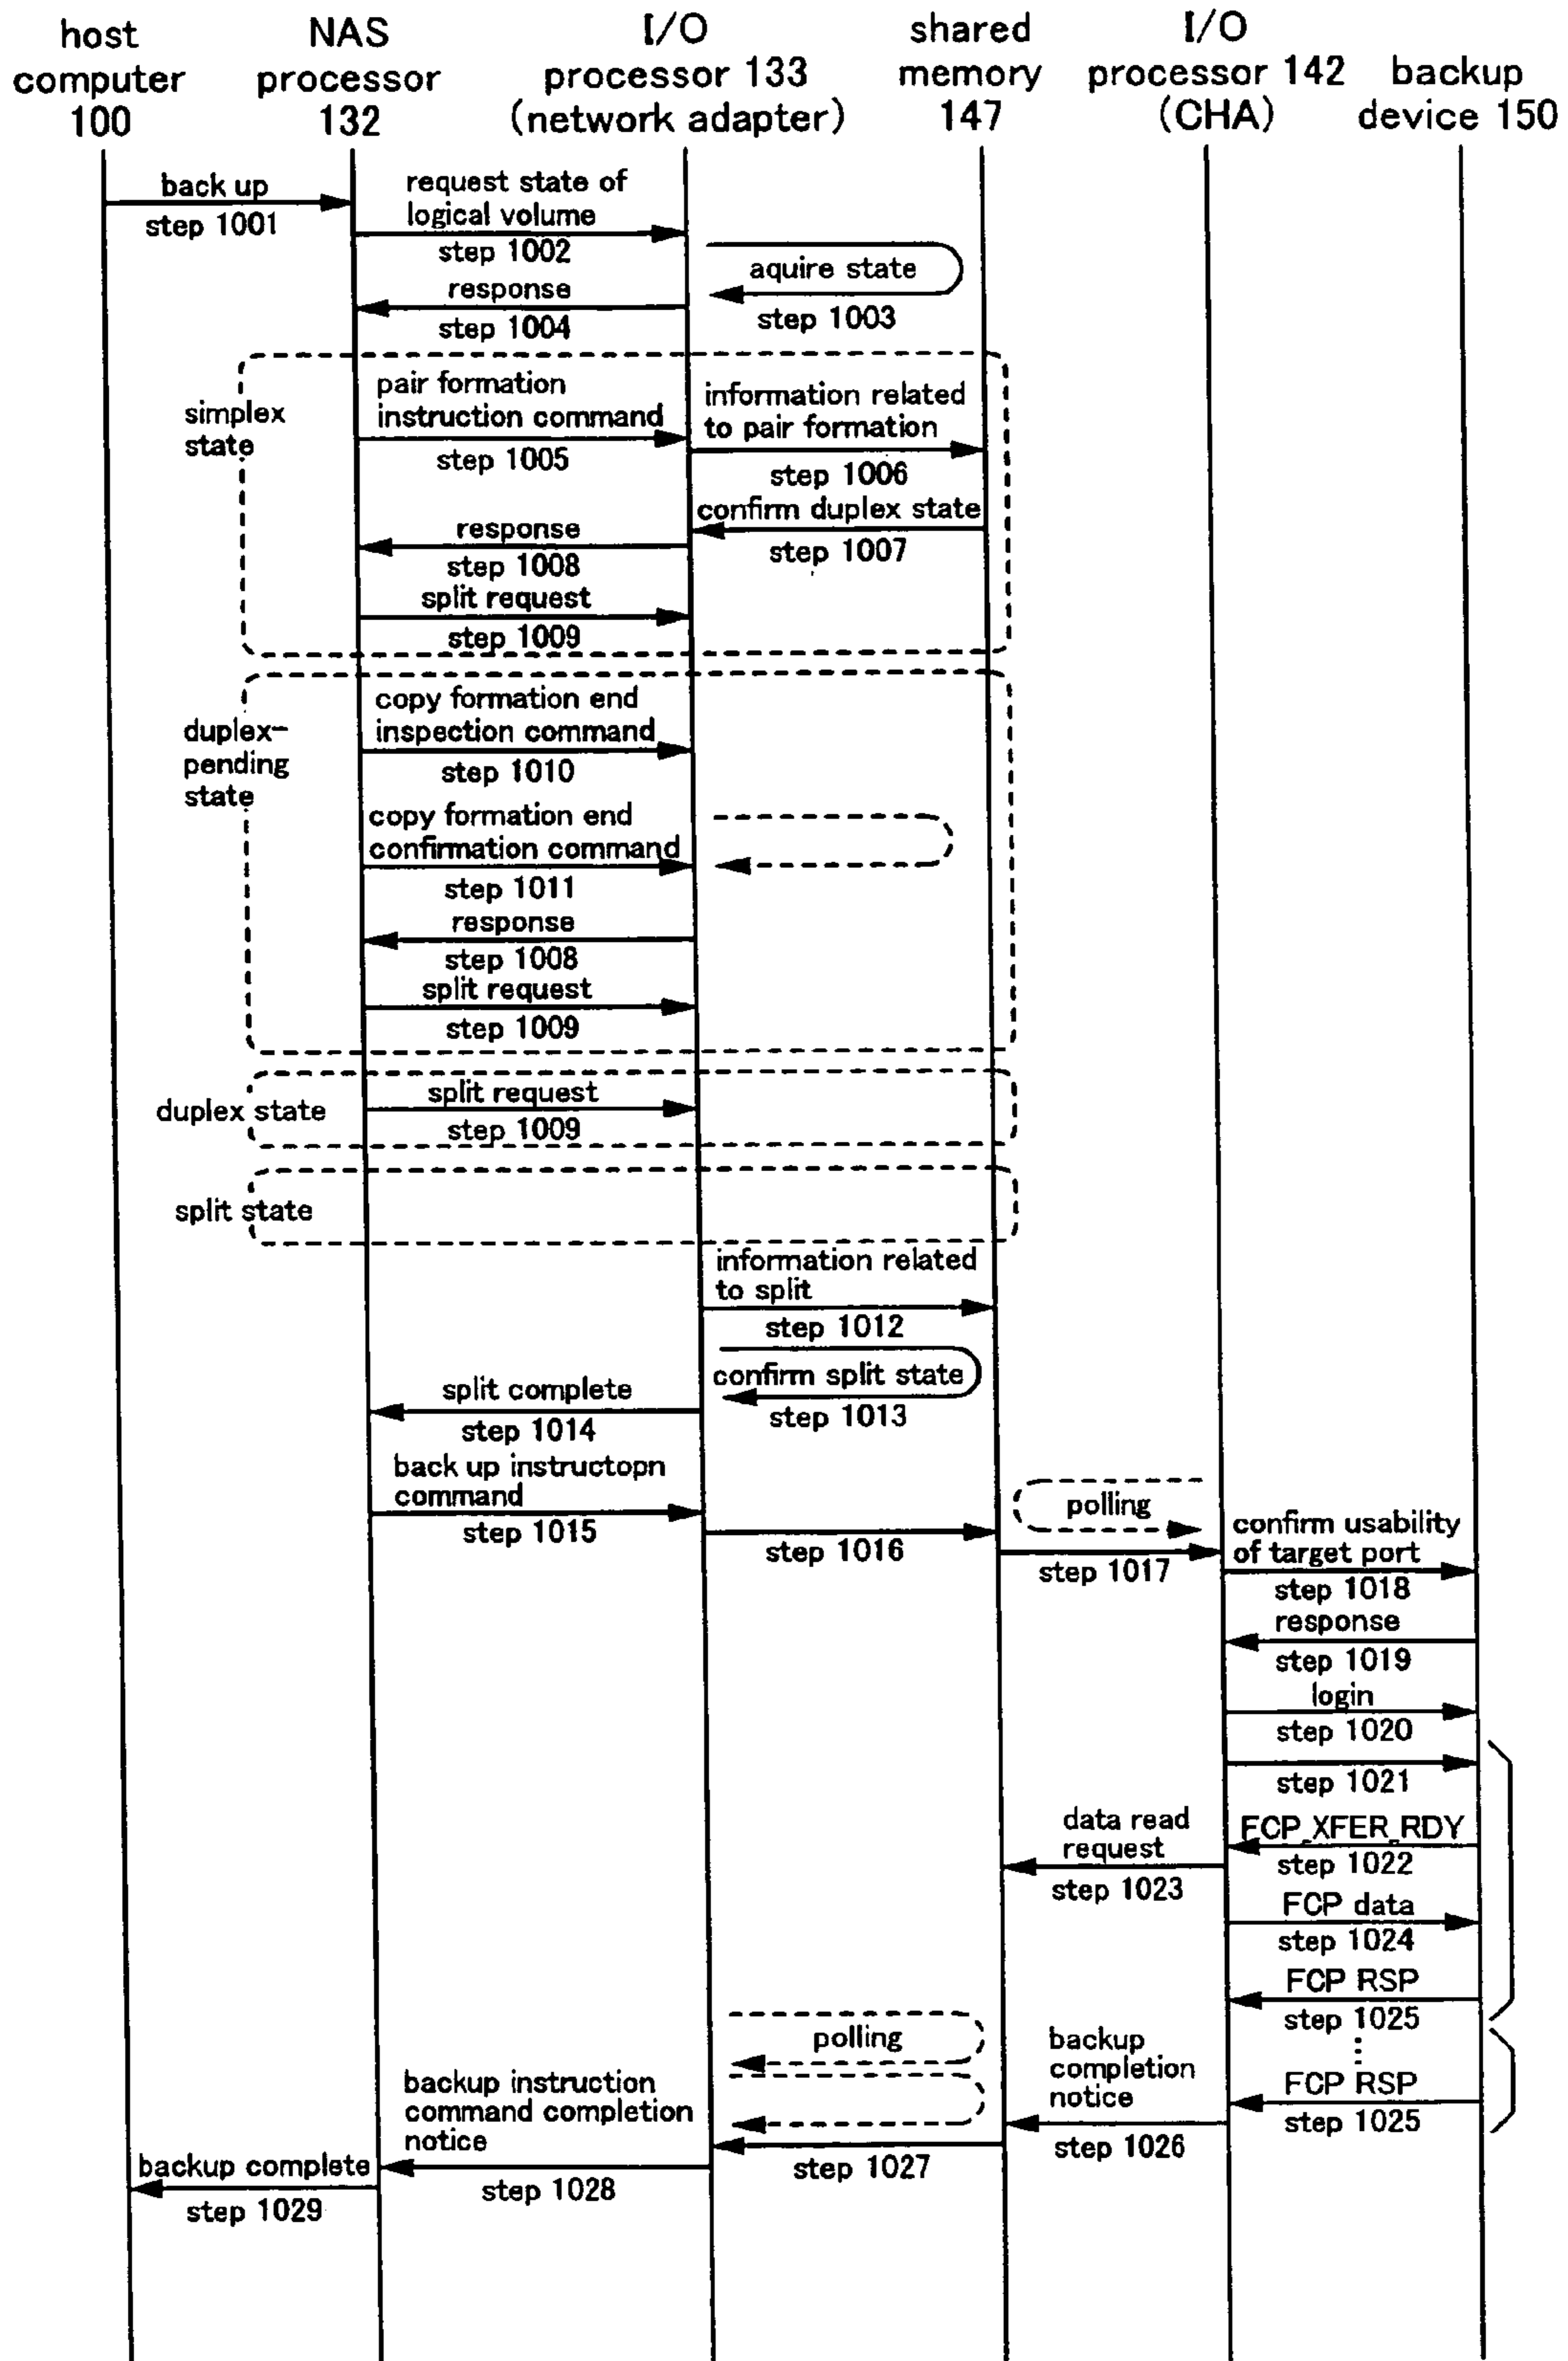 host
computer
100
NAS
processor
132
I/O
processor 133
(network adapter)
shared
memory
147
I/O
processor 142
(CHA)
backup
device 150
back up
step 1001
request state of
logical volume
step 1002
aquire state
step 1003
response
step 1004
simplex
state
pair formation
instruction command
step 1005
information related
to pair formation
step 1006
confirm duplex state
step 1007
response
step 1008
split request
step 1009
duplex-
pending
state
copy formation end
inspection command
step 1010
copy formation end
confirmation command
step 1011
response
step 1008
split request
step 1009
duplex state
split request
step 1009
split state
information related
to split
step 1012
confirm split state
step 1013
split complete
step 1014
back up instructopn
command
step 1015
step 1016
polling
step 1017
confirm usability
of target port
step 1018
response
step 1019
login
step 1020
step 1021
FCP_XFER_RDY
step 1022
data read
request
step 1023
FCP data
step 1024
FCP RSP
step 1025
polling
backup
completion
notice
step 1026
FCP RSP
step 1025
step 1027
backup instruction
command completion
notice
step 1028
backup complete
step 1029